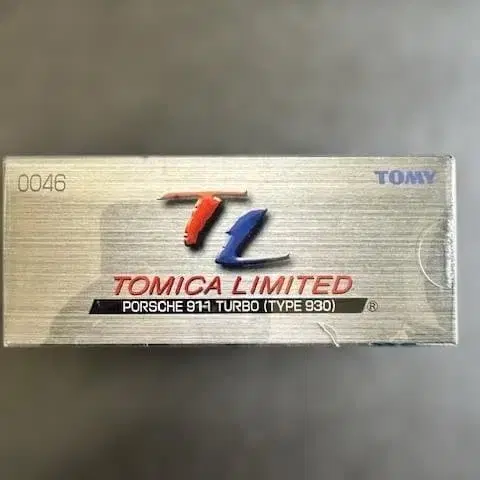 0046
TOMY
TL
TOMICA LIMITED
PORSCHE 911 TURBO (TYPE 930) ®